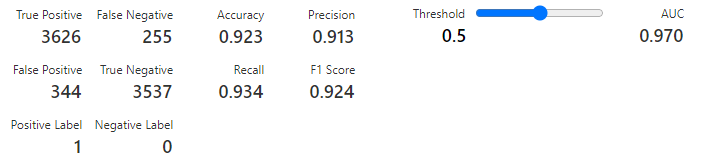 True Positive False Negative Accuracy Precision Threshold AUC
3626 255 0.923 0.913 0.5 0.970
False Positive True Negative Recall F1 Score
344 3537 0.934 0.924
Positive Label Negative Label
1 0